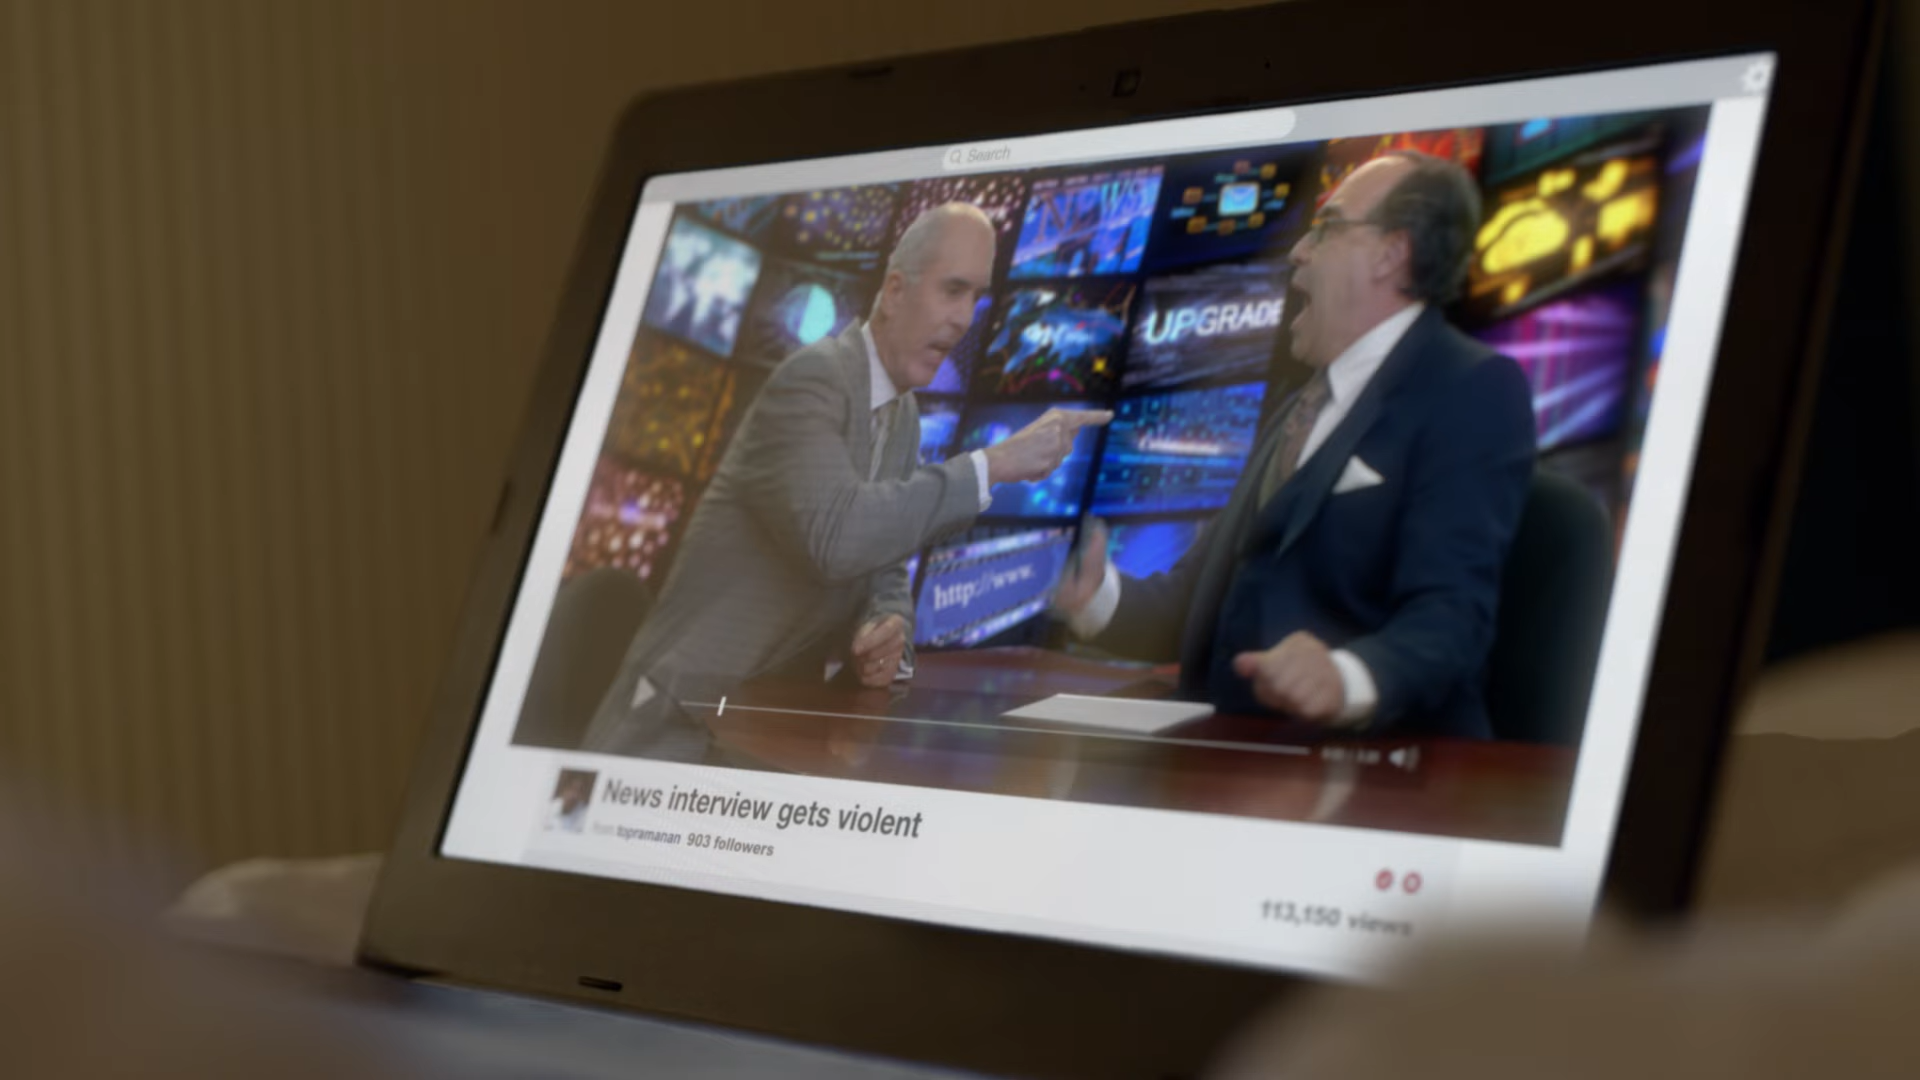 Search
NEWS
UPGRADE
http://www.
News interview gets violent
from topramanan 903 followers
113,150 views